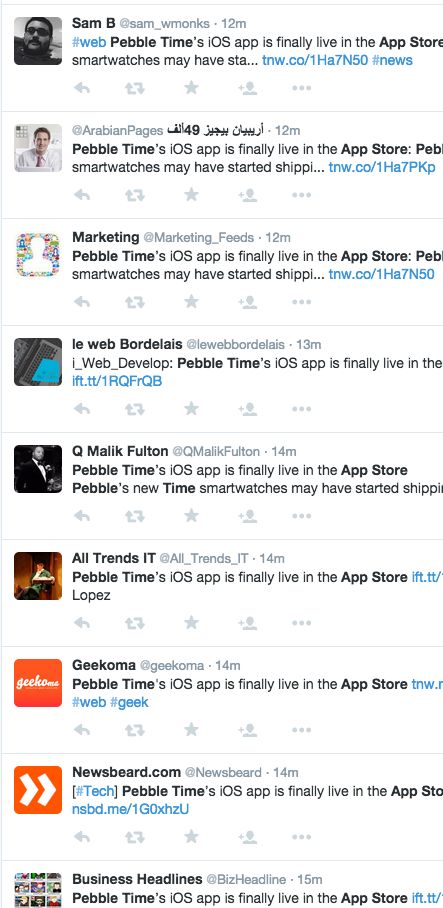 Sam B @sam_wmonks · 12m
#web Pebble Time's iOS app is finally live in the App Store:
smartwatches may have sta... tnw.co/1Ha7N50 #news
@ArabianPages أريبيان بيجيز 49ألف · 12m
Pebble Time's iOS app is finally live in the App Store: Pebl
smartwatches may have started shippi... tnw.co/1Ha7PKp
Marketing @Marketing_Feeds · 12m
Pebble Time's iOS app is finally live in the App Store: Pebl
smartwatches may have started shippi... tnw.co/1Ha7N50
le web Bordelais @lewebbordelais · 13m
i_Web_Develop: Pebble Time's iOS app is finally live in the
ift.tt/1RQFrQB
Q Malik Fulton @QMalikFulton · 14m
Pebble Time's iOS app is finally live in the App Store
Pebble's new Time smartwatches may have started shippin
All Trends IT @All_Trends_IT · 14m
Pebble Time's iOS app is finally live in the App Store ift.tt/1
Lopez
geekoma
Geekoma @geekoma · 14m
Pebble Time's iOS app is finally live in the App Store tnw.
#web #geek
Newsbeard.com @Newsbeard · 14m
[#Tech] Pebble Time's iOS app is finally live in the App Sto
nsbd.me/1G0xhzU
Business Headlines @BizHeadline · 15m
Pebble Time's iOS app is finally live in the App Store ift.tt/